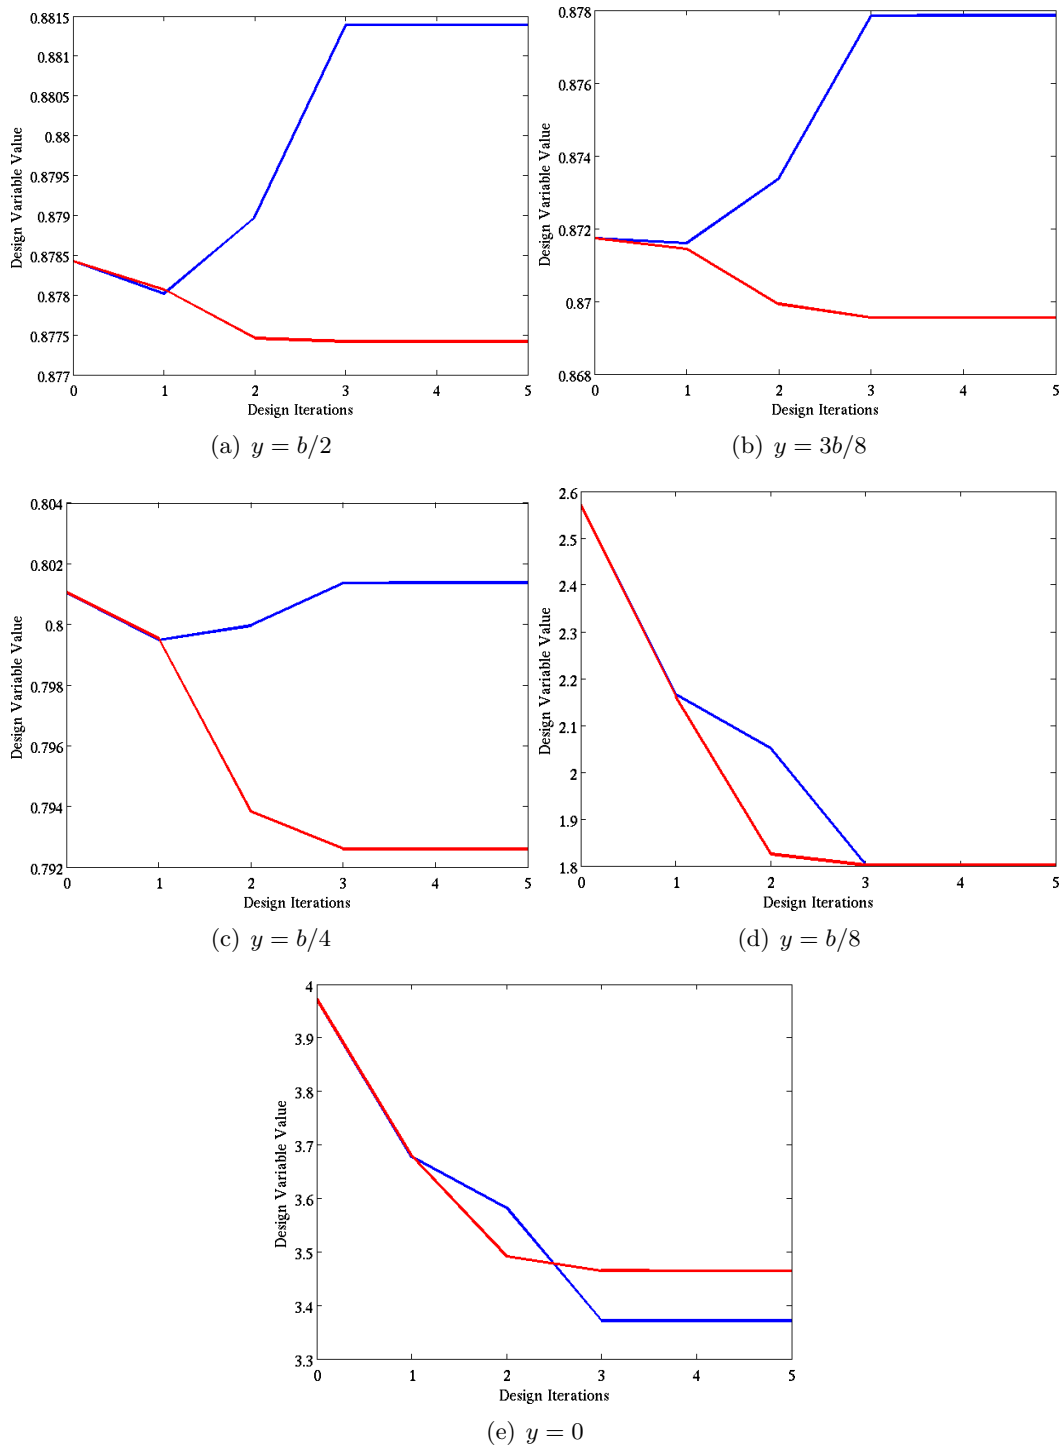 0.8815
0.881
0.8805
0.88
0.8795
0.879
0.8785
0.878
0.8775
0.877
Design Variable Value
0 1 2 3 4 5
Design Iterations
(a) y = b/2
0.878
0.876
0.874
0.872
0.87
0.868
Design Variable Value
0 1 2 3 4 5
Design Iterations
(b) y = 3b/8
0.804
0.802
0.8
0.798
0.796
0.794
0.792
Design Variable Value
0 1 2 3 4 5
Design Iterations
(c) y = b/4
2.6
2.5
2.4
2.3
2.2
2.1
2
1.9
1.8
Design Variable Value
0 1 2 3 4 5
Design Iterations
(d) y = b/8
4
3.9
3.8
3.7
3.6
3.5
3.4
3.3
Design Variable Value
0 1 2 3 4 5
Design Iterations
(e) y = 0